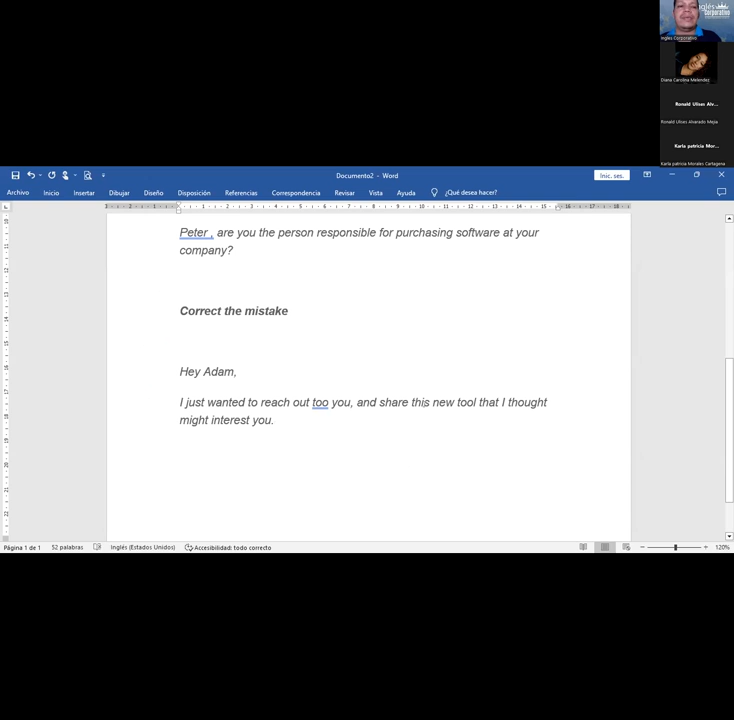 Inglés
Corporativo
Ingles Corporativo
Diana Carolina Melendez
Ronald Ulises Alv...
Ronald Ulises Alvarado Mejia
Karla patricia Mor...
Karla patricia Morales Cartagena
Documento2 - Word
Inic. ses.
Archivo Inicio Insertar Dibujar Diseño Disposición Referencias Correspondencia Revisar Vista Ayuda ¿Qué desea hacer?
Peter , are you the person responsible for purchasing software at your
company?
Correct the mistake
Hey Adam,
I just wanted to reach out too you, and share this new tool that I thought
might interest you.
Página 1 de 1 52 palabras Inglés (Estados Unidos) Accesibilidad: todo correcto 120%